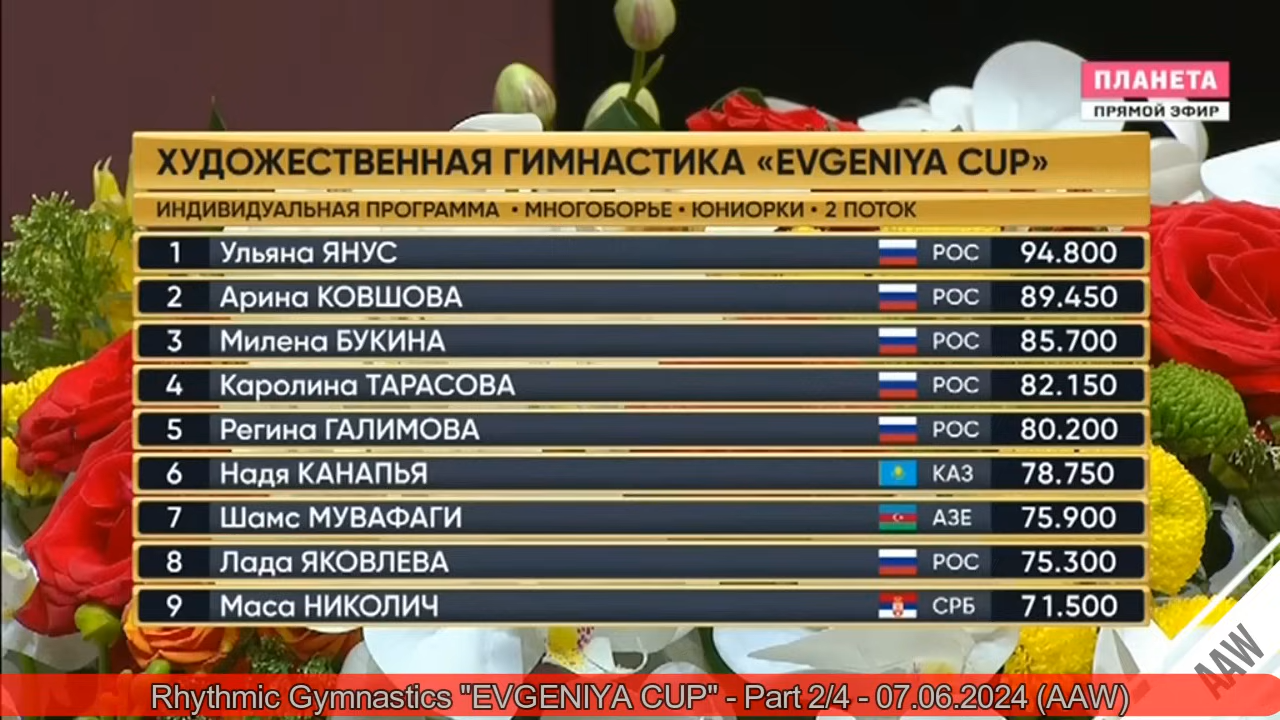 ПЛАНЕТА
ПРЯМОЙ ЭФИР
ХУДОЖЕСТВЕННАЯ ГИМНАСТИКА «EVGENIYA CUP»
ИНДИВИДУАЛЬНАЯ ПРОГРАММА • МНОГОБОРЬЕ • ЮНИОРКИ • 2 ПОТОК
1 Ульяна ЯНУС РОС 94.800
2 Арина КОВШОВА РОС 89.450
3 Милена БУКИНА РОС 85.700
4 Каролина ТАРАСОВА РОС 82.150
5 Регина ГАЛИМОВА РОС 80.200
6 Надя КАНАПЬЯ КАЗ 78.750
7 Шамс МУВАФАГИ АЗЕ 75.900
8 Лада ЯКОВЛЕВА РОС 75.300
9 Маса НИКОЛИЧ СРБ 71.500
AAW
Rhythmic Gymnastics "EVGENIYA CUP" - Part 2/4 - 07.06.2024 (AAW)